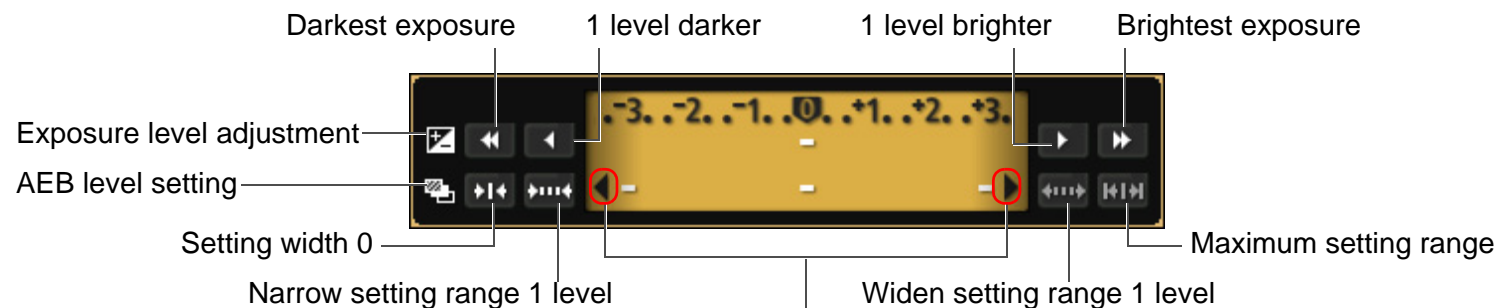 Darkest exposure 1 level darker 1 level brighter Brightest exposure
.-3. .-2. .-1. .0. .+1. .+2. .+3.
Exposure level adjustment
AEB level setting
Setting width 0 Maximum setting range
Narrow setting range 1 level Widen setting range 1 level